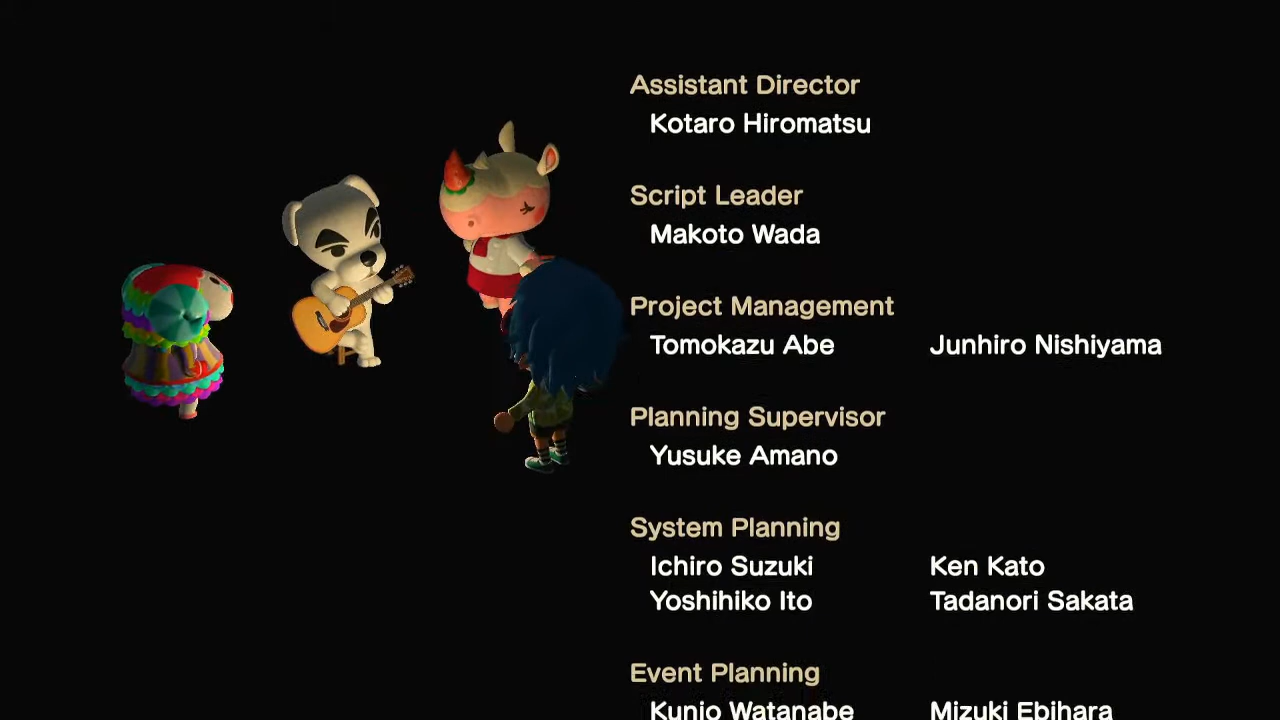 Assistant Director
Kotaro Hiromatsu
Script Leader
Makoto Wada
Project Management
Tomokazu Abe Junhiro Nishiyama
Planning Supervisor
Yusuke Amano
System Planning
Ichiro Suzuki Ken Kato
Yoshihiko Ito Tadanori Sakata
Event Planning
Kunio Watanabe Mizuki Ebihara